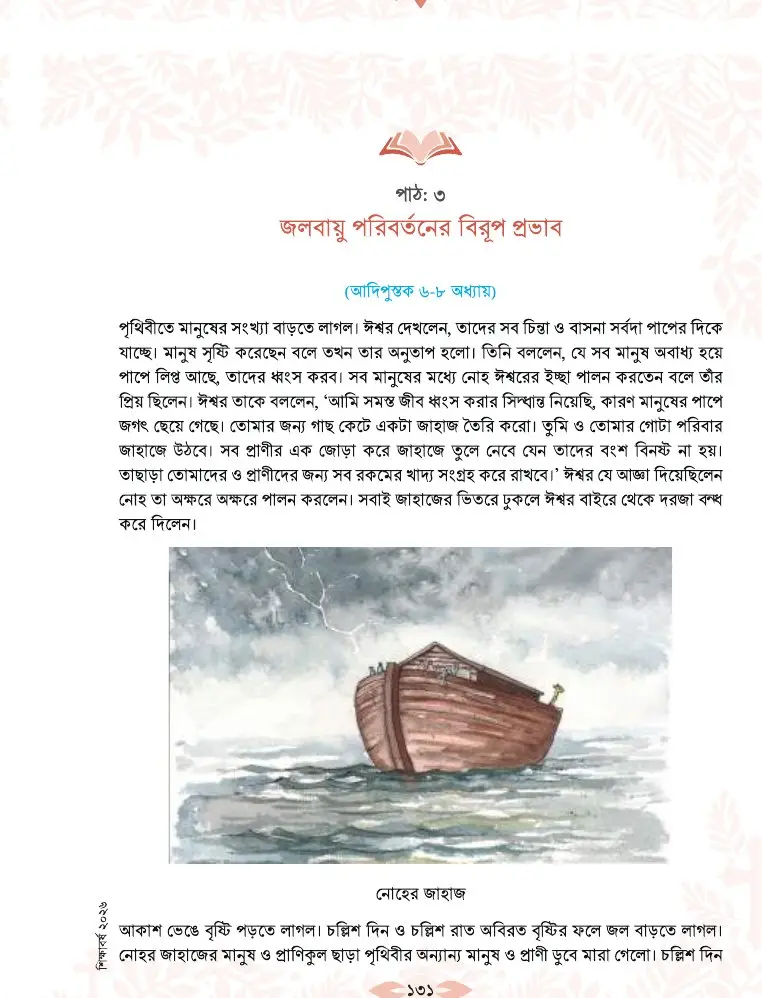 পাঠ: ৩
জলবায়ু পরিবর্তনের বিরূপ প্রভাব
(আদিপুস্তক ৬-৮ অধ্যায়)
পৃথিবীতে মানুষের সংখ্যা বাড়তে লাগল। ঈশ্বর দেখলেন, তাদের সব চিন্তা ও বাসনা সর্বদা পাপের দিকে
যাচ্ছে। মানুষ সৃষ্টি করেছেন বলে তখন তার অনুতাপ হলো। তিনি বললেন, যে সব মানুষ অবাধ্য হয়ে
পাপে লিপ্ত আছে, তাদের ধ্বংস করব। সব মানুষের মধ্যে নোহ ঈশ্বরের ইচ্ছা পালন করতেন বলে তাঁর
প্রিয় ছিলেন। ঈশ্বর তাকে বললেন, ‘আমি সমস্ত জীব ধ্বংস করার সিদ্ধান্ত নিয়েছি, কারণ মানুষের পাপে
জগৎ ছেয়ে গেছে। তোমার জন্য গাছ কেটে একটা জাহাজ তৈরি করো। তুমি ও তোমার গোটা পরিবার
জাহাজে উঠবে। সব প্রাণীর এক জোড়া করে জাহাজে তুলে নেবে যেন তাদের বংশ বিনষ্ট না হয়।
তাছাড়া তোমাদের ও প্রাণীদের জন্য সব রকমের খাদ্য সংগ্রহ করে রাখবে।’ ঈশ্বর যে আজ্ঞা দিয়েছিলেন
নোহ তা অক্ষরে অক্ষরে পালন করলেন। সবাই জাহাজের ভিতরে ঢুকলে ঈশ্বর বাইরে থেকে দরজা বন্ধ
করে দিলেন।
নোহের জাহাজ
আকাশ ভেঙে বৃষ্টি পড়তে লাগল। চল্লিশ দিন ও চল্লিশ রাত অবিরত বৃষ্টির ফলে জল বাড়তে লাগল।
নোহর জাহাজের মানুষ ও প্রাণিকুল ছাড়া পৃথিবীর অন্যান্য মানুষ ও প্রাণী ডুবে মারা গেলো। চল্লিশ দিন
শিক্ষাবর্ষ ২০২৬
১৩১